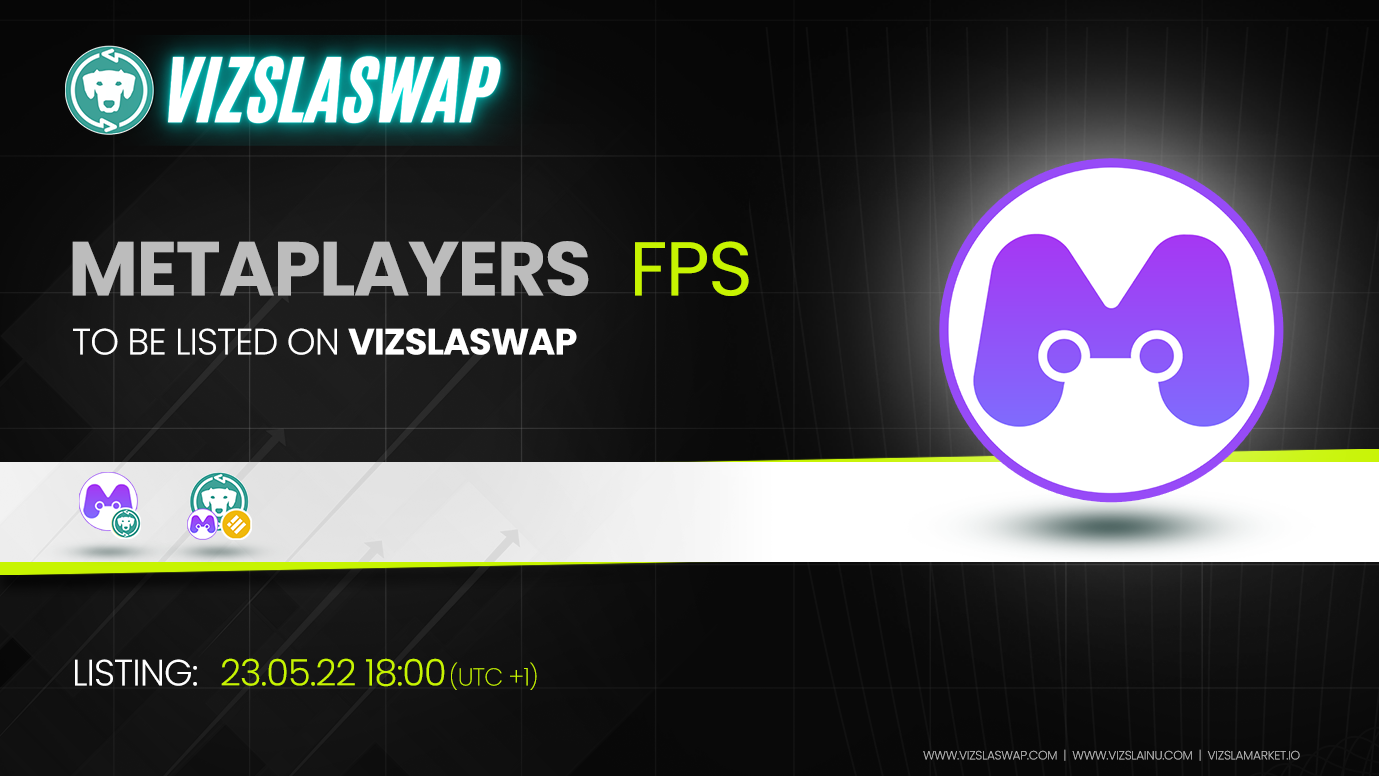 VIZSLASWAP
METAPLAYERS FPS
TO BE LISTED ON VIZSLASWAP
LISTING: 23.05.22 18:00 (UTC +1)
WWW.VIZSLASWAP.COM | WWW.VIZSLAINU.COM | VIZSLAMARKET.IO